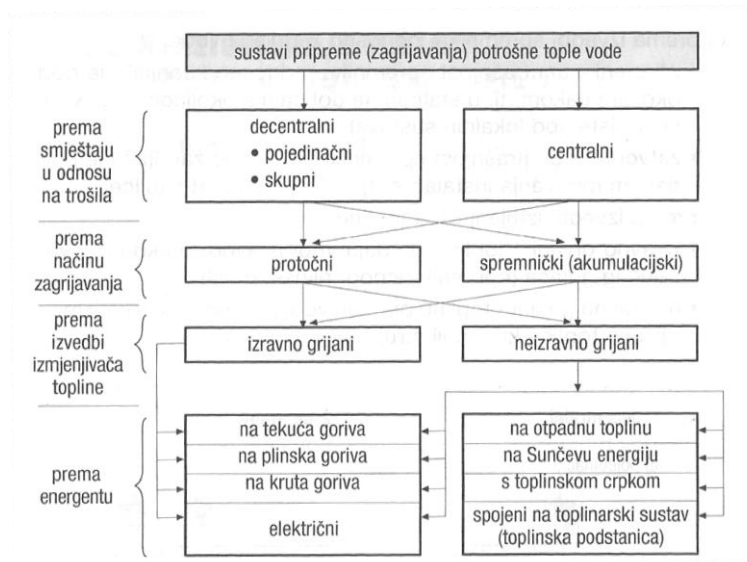 sustavi pripreme (zagrijavanja) potrošne tople vode
prema
smještaju
u odnosu
na trošila
decentralni
• pojedinačni
• skupni
centralni
prema
načinu
zagrijavanja
protočni
spremnički (akumulacijski)
prema
izvedbi
izmjenjivača
topline
izravno grijani
neizravno grijani
prema
energentu
na tekuća goriva
na plinska goriva
na kruta goriva
električni
na otpadnu toplinu
na Sunčevu energiju
s toplinskom crpkom
spojeni na toplinarski sustav
(toplinska podstanica)